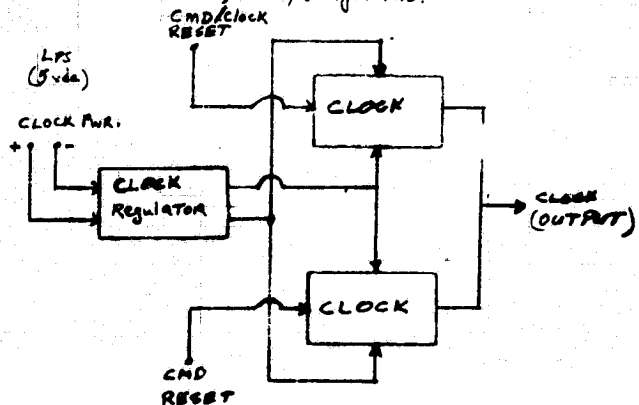 CMD/Clock
RESET
LPS
(5 vdc)
CLOCK PWR.
+ -
CLOCK
CLOCK
Regulator
CLOCK
(OUTPUT)
CLOCK
CMD
RESET